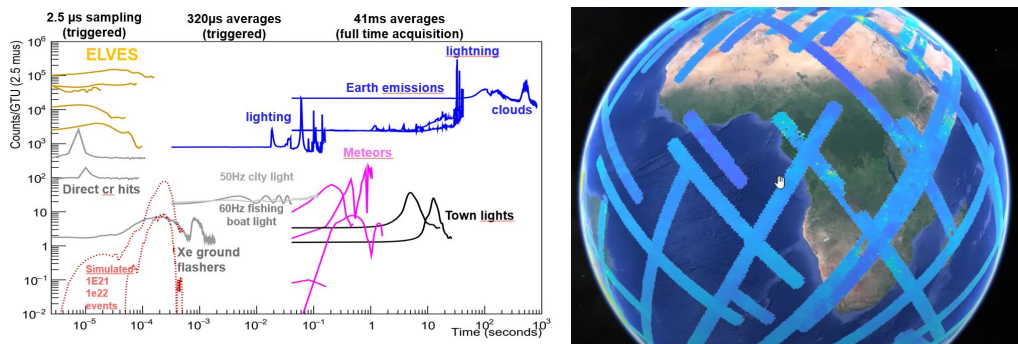 2.5 µs sampling
(triggered)
320µs averages
(triggered)
41ms averages
(full time acquisition)
Counts/GTU (2.5 mus)
10⁶
10⁵
10⁴
10³
10²
10
1
10⁻¹
10⁻²
ELVES
lightning
Earth emissions
clouds
lighting
Meteors
Direct cr hits
50Hz city light
60Hz fishing
boat light
Town lights
Xe ground
flashers
Simulated
1E21
1e22
events
10⁻⁵
10⁻⁴
10⁻³
10⁻²
10⁻¹
1
10
10²
10³
Time (seconds)